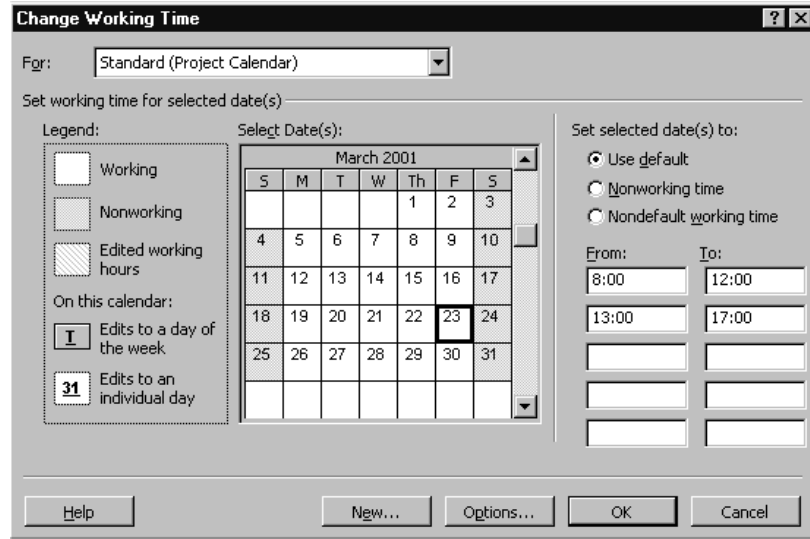 Change Working Time
For: Standard (Project Calendar)
Set working time for selected date(s)
Legend:
Working
Nonworking
Edited working
hours
On this calendar:
T Edits to a day of
the week
31 Edits to an
individual day
Select Date(s):
March 2001
S M T W Th F S
1 2 3
4 5 6 7 8 9 10
11 12 13 14 15 16 17
18 19 20 21 22 23 24
25 26 27 28 29 30 31
Set selected date(s) to:
Use default
Nonworking time
Nondefault working time
From: To:
8:00 12:00
13:00 17:00
Help New... Options... OK Cancel